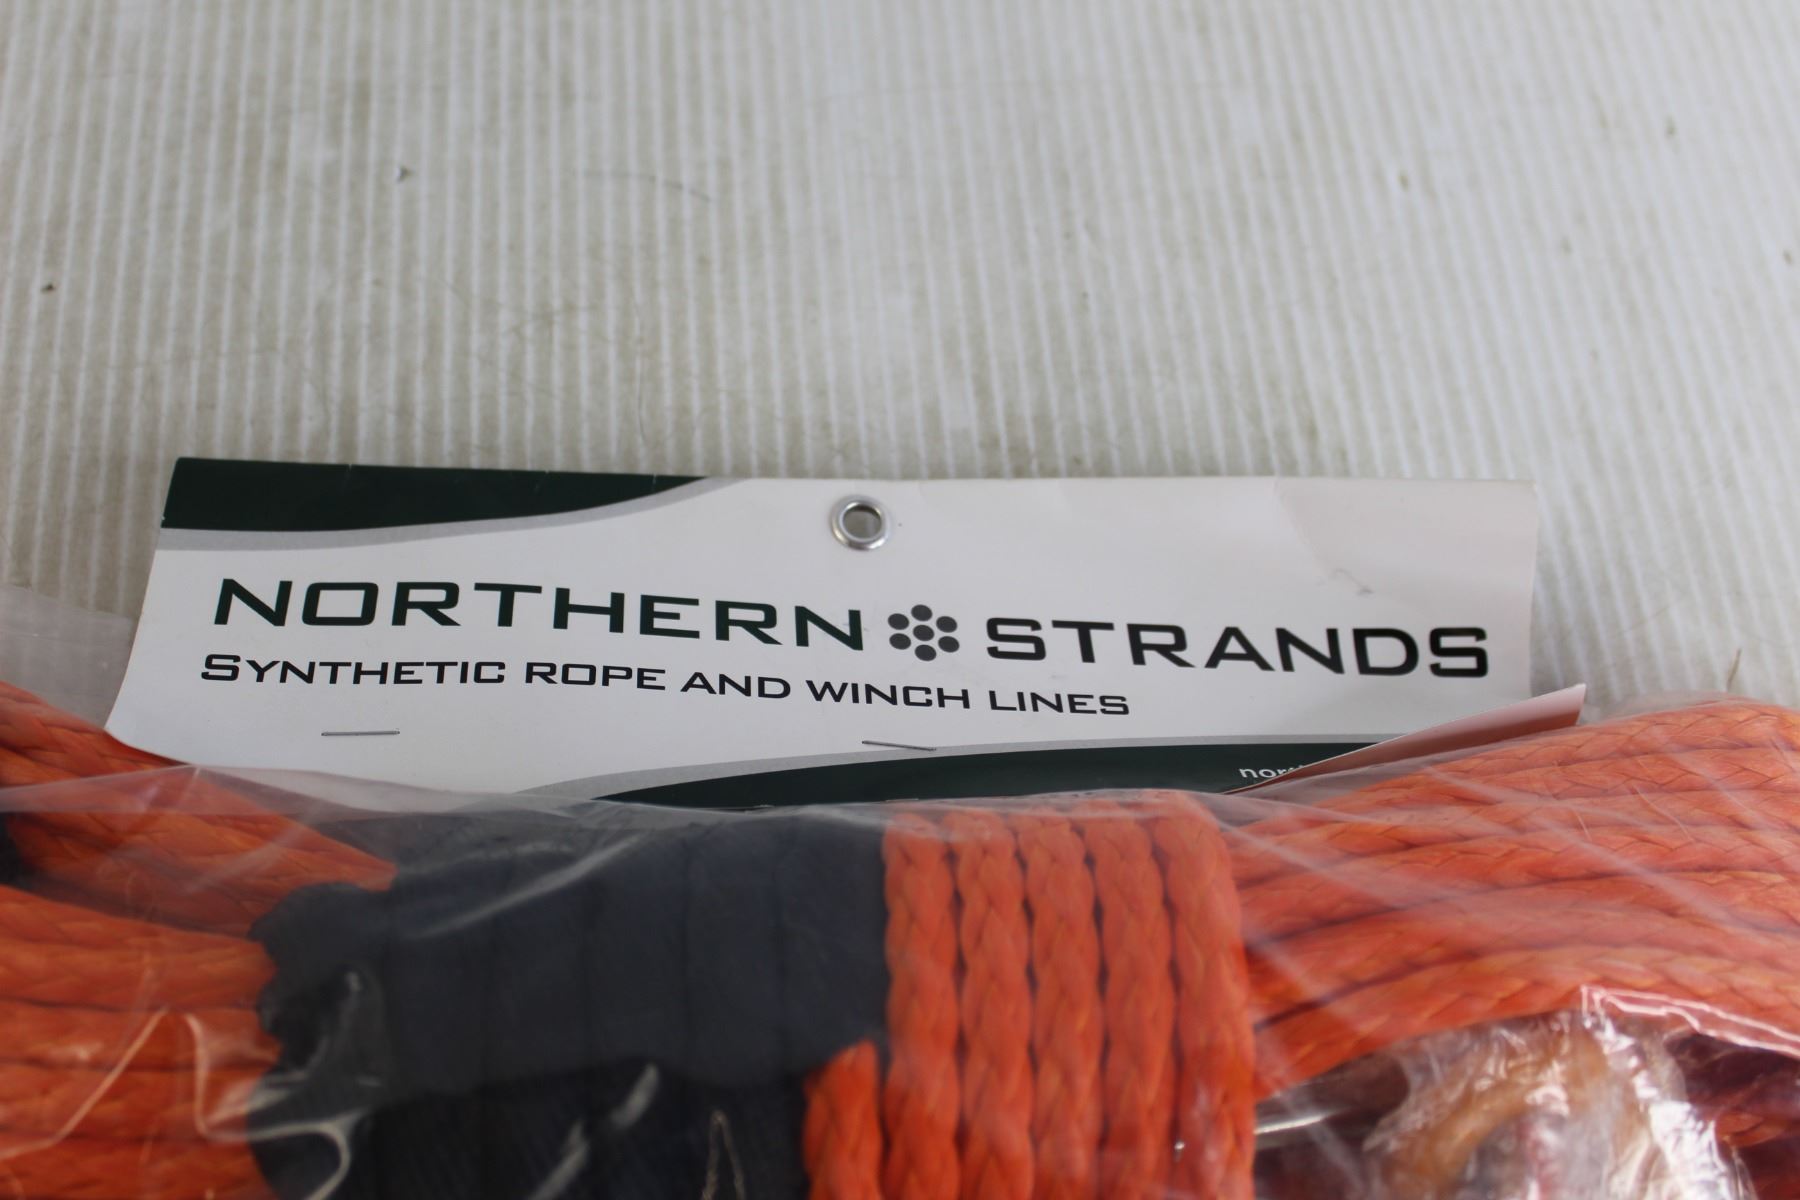 NORTHERN STRANDS
SYNTHETIC ROPE AND WINCH LINES